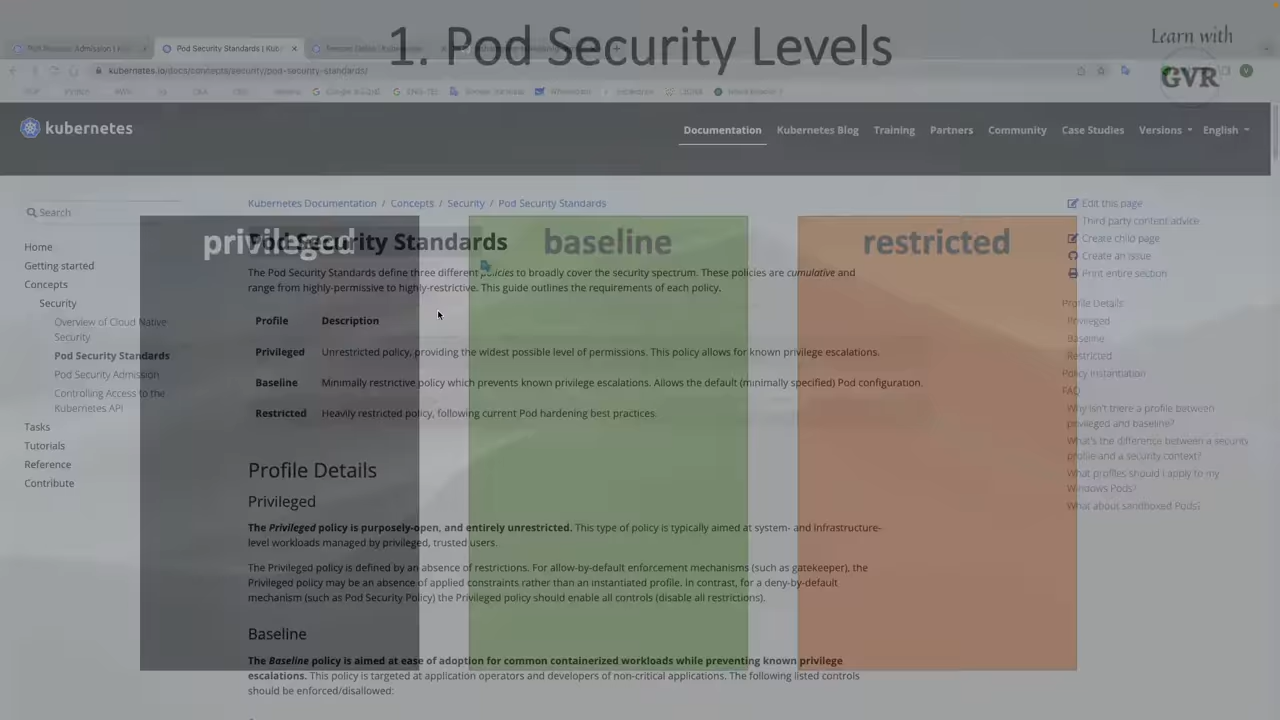 1. Pod Security Levels
Learn with
GVR
Pod Security Standards | Kub
kubernetes.io/docs/concepts/security/pod-security-standards/
kubernetes
Documentation
Kubernetes Blog
Training
Partners
Community
Case Studies
Versions
English
Search
Home
Getting started
Concepts
Security
Overview of Cloud Native
Security
Pod Security Standards
Pod Security Admission
Controlling Access to the
Kubernetes API
Tasks
Tutorials
Reference
Contribute
Kubernetes Documentation / Concepts / Security / Pod Security Standards
privileged
baseline
restricted
Pod Security Standards
The Pod Security Standards define three different policies to broadly cover the security spectrum. These policies are cumulative and
range from highly-permissive to highly-restrictive. This guide outlines the requirements of each policy.
Profile Description
Privileged Unrestricted policy, providing the widest possible level of permissions. This policy allows for known privilege escalations.
Baseline Minimally restrictive policy which prevents known privilege escalations. Allows the default (minimally specified) Pod configuration.
Restricted Heavily restricted policy, following current Pod hardening best practices.
Profile Details
Privileged
The Privileged policy is purposely-open, and entirely unrestricted. This type of policy is typically aimed at system- and infrastructure-
level workloads managed by privileged, trusted users.
The Privileged policy is defined by an absence of restrictions. For allow-by-default enforcement mechanisms (such as gatekeeper), the
Privileged policy may be an absence of applied constraints rather than an instantiated profile. In contrast, for a deny-by-default
mechanism (such as Pod Security Policy) the Privileged policy should enable all controls (disable all restrictions).
Baseline
The Baseline policy is aimed at ease of adoption for common containerized workloads while preventing known privilege
escalations. This policy is targeted at application operators and developers of non-critical applications. The following listed controls
should be enforced/disallowed:
Edit this page
Third party content advice
Create child page
Create an issue
Print entire section
Profile Details
Privileged
Baseline
Restricted
Policy Instantiation
FAQ
Why isn't there a profile between
privileged and baseline?
What's the difference between a security
profile and a security context?
What profiles should I apply to my
Windows Pods?
What about sandboxed Pods?